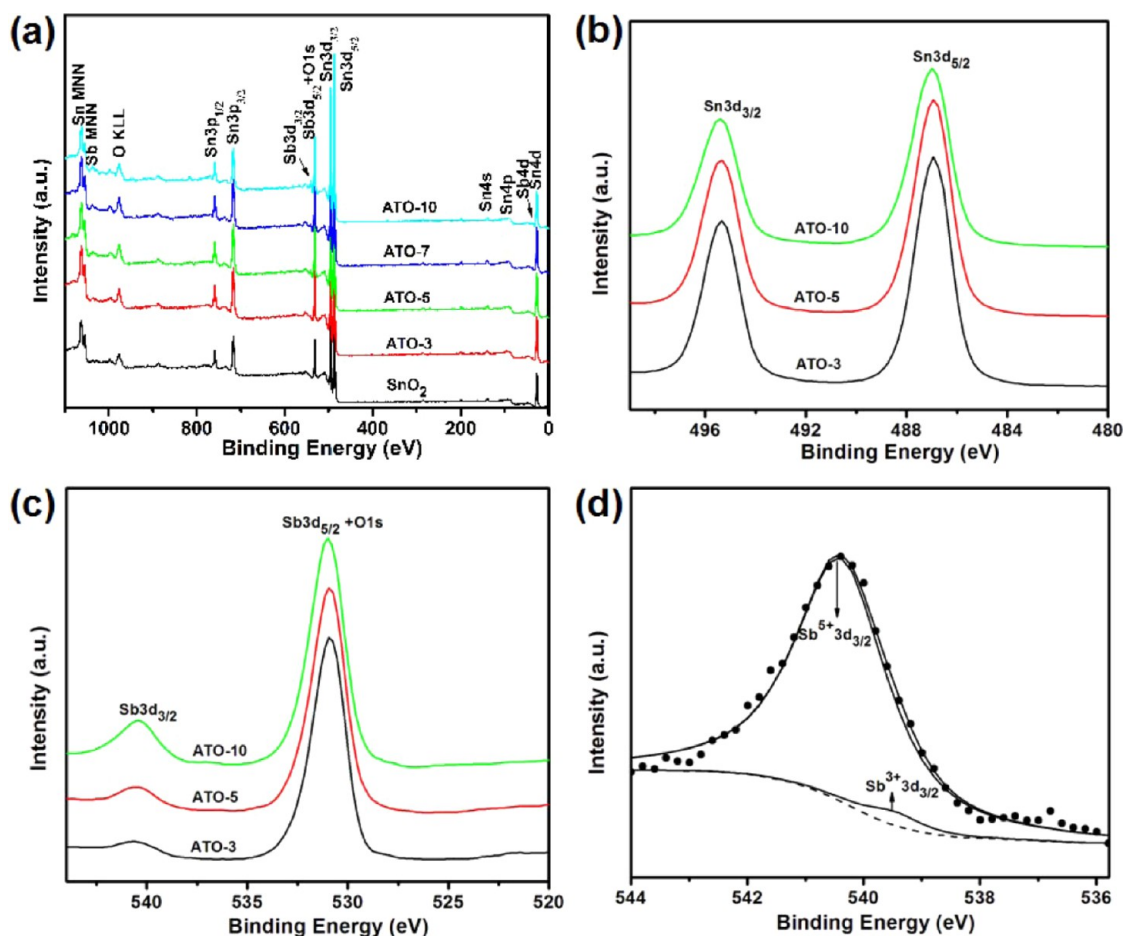 (a)
Sn MNN
Sb MNN
O KLL
Sn3p1/2
Sn3p3/2
Sb3d3/2
Sb3d5/2 +O1s
Sn3d3/2
Sn3d5/2
Sn4s
Sn4p
Sb4d
Sn4d
ATO-10
ATO-7
ATO-5
ATO-3
SnO2
Intensity (a.u.)
1000 800 600 400 200 0
Binding Energy (eV)
(b)
Sn3d5/2
Sn3d3/2
ATO-10
ATO-5
ATO-3
Intensity (a.u.)
496 492 488 484 480
Binding Energy (eV)
(c)
Sb3d5/2 +O1s
Sb3d3/2
ATO-10
ATO-5
ATO-3
Intensity (a.u.)
540 535 530 525 520
Binding Energy (eV)
(d)
Sb5+3d3/2
Sb3+3d3/2
Intensity (a.u.)
544 542 540 538 536
Binding Energy (eV)